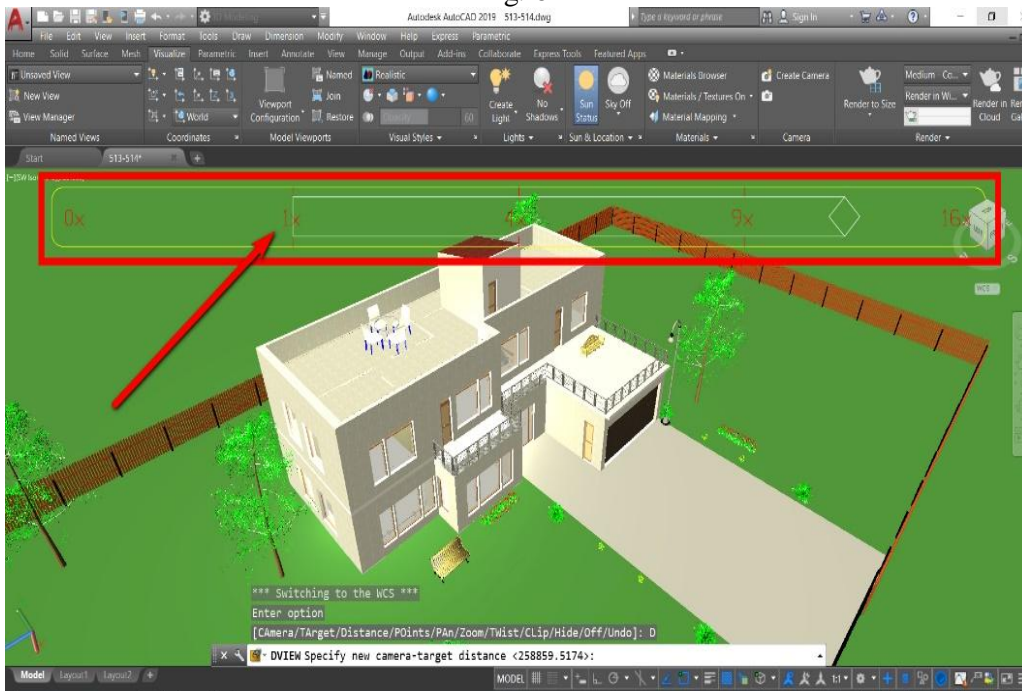 Autodesk AutoCAD 2019 513-514.dwg Type a keyword or phrase Sign In
File Edit View Insert Format Tools Draw Dimension Modify Window Help Express Parametric
Home Solid Surface Mesh Visualize Parametric Insert Annotate View Manage Output Add-ins Collaborate Express Tools Featured Apps
Unsaved View Named Realistic Materials Browser Create Camera Medium Co...
New View Join Materials / Textures On Render in Wi...
View Manager World Viewport Configuration Restore Opacity 60 Create Light No Shadows Sun Status Sky Off Material Mapping Render to Size Render in Cloud
Named Views Coordinates Model Viewports Visual Styles Lights Sun & Location Materials Camera Render
Start 513-514* +
0x 1x 4x 9x 16x
WCS
*** Switching to the WCS ***
Enter option
[CAmera/TArget/Distance/POints/PAn/Zoom/TWist/CLip/Hide/Off/Undo]: D
DVIEW Specify new camera-target distance <258859.5174>:
Model Layout1 Layout2 + MODEL 1:1